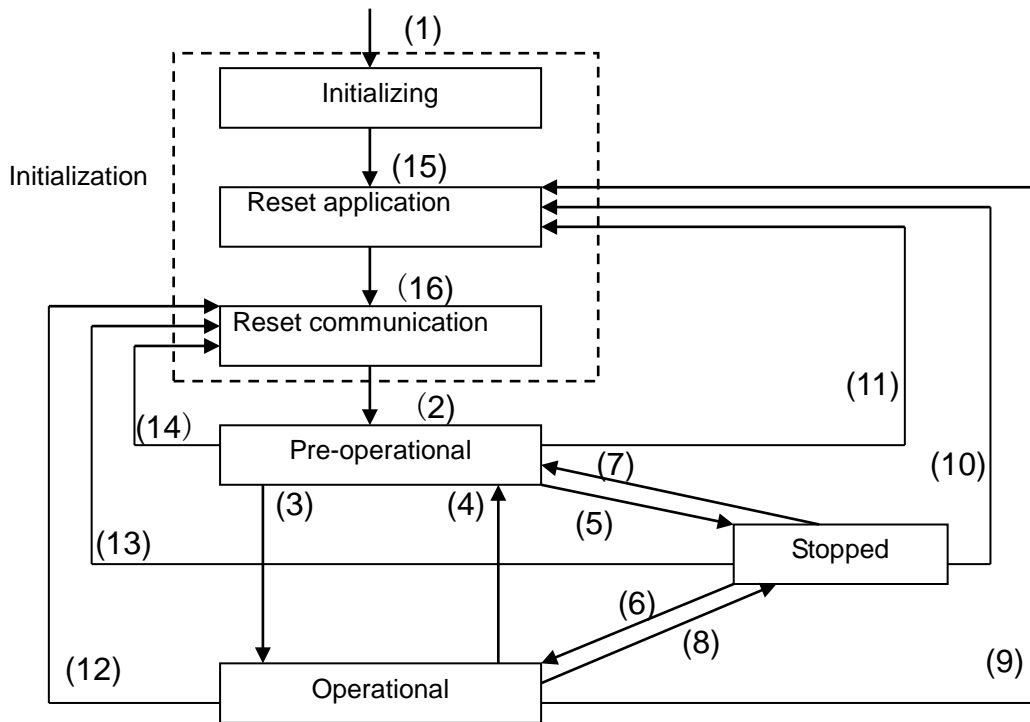 (1)
Initializing
Initialization
(15)
Reset application
（16)
Reset communication
(11)
（2)
(14）
Pre-operational
(7)
(10)
(3)
(4)
(5)
(13)
Stopped
(6)
(8)
(12)
(9)
Operational